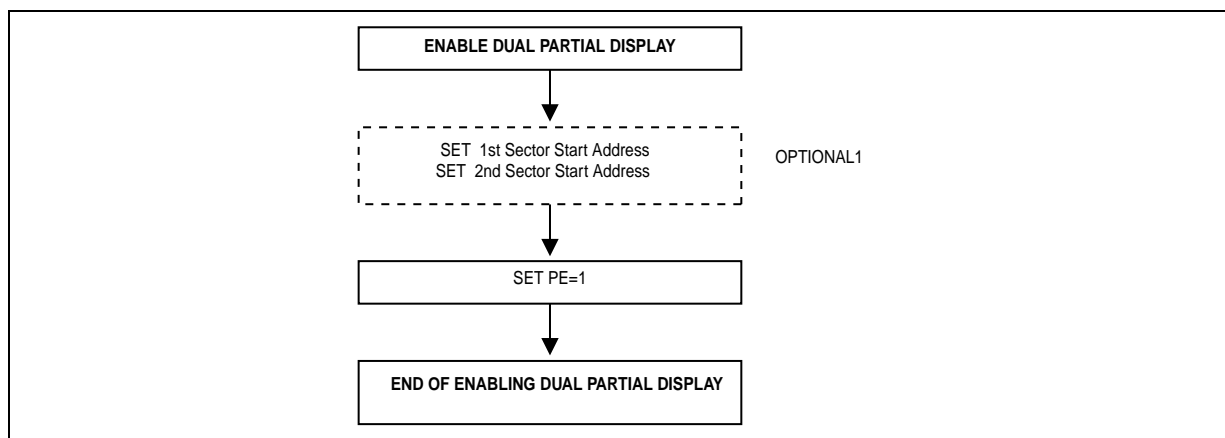 ENABLE DUAL PARTIAL DISPLAY
SET 1st Sector Start Address
SET 2nd Sector Start Address
OPTIONAL1
SET PE=1
END OF ENABLING DUAL PARTIAL DISPLAY